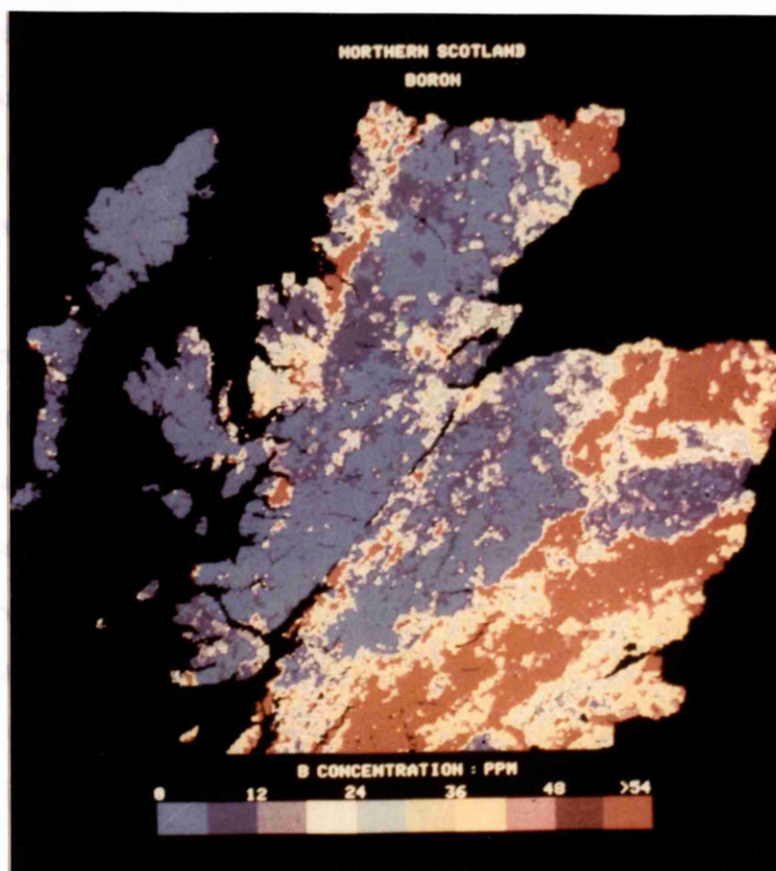 NORTHERN SCOTLAND
BORON
B CONCENTRATION : PPM
0 12 24 36 48 >54